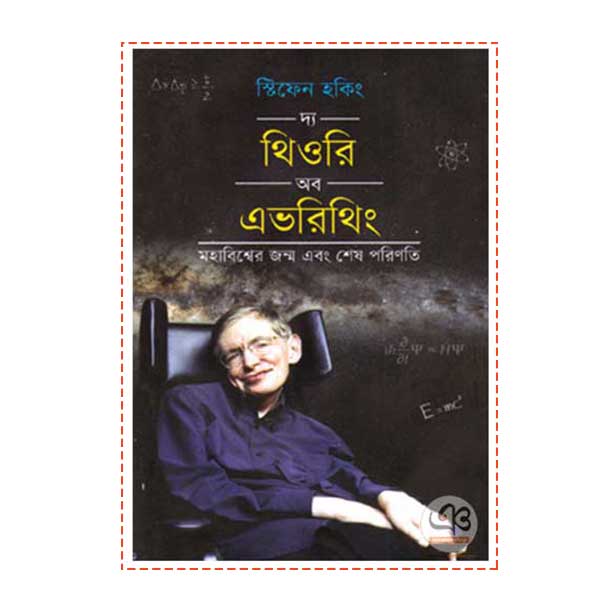 স্টিফেন হকিং
দ্য
থিওরি
অব
এভরিথিং
মহাবিশ্বের জন্ম এবং শেষ পরিণতি
E=mc²